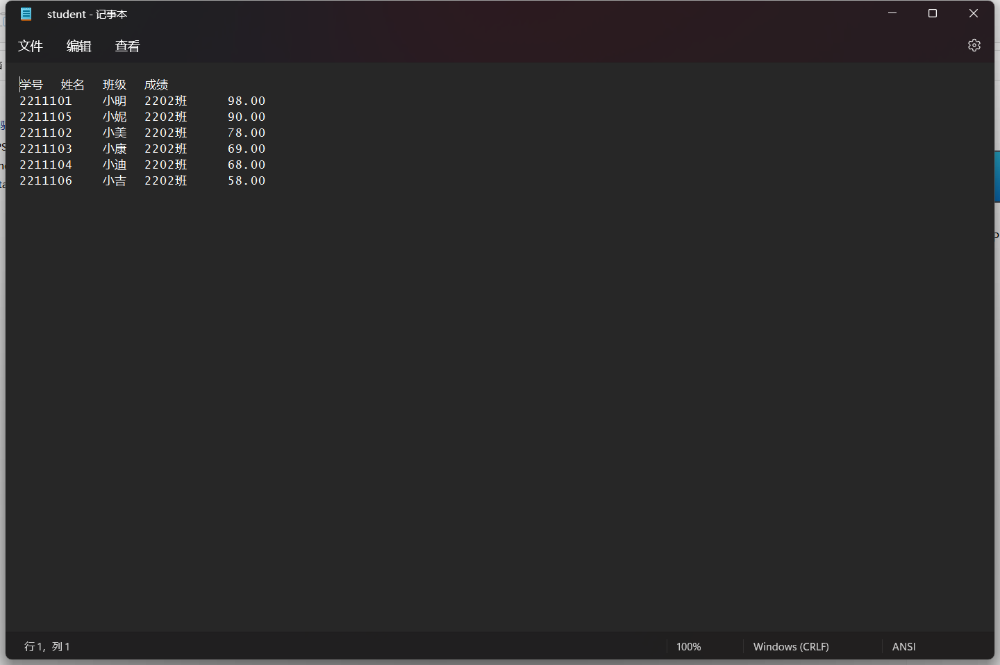 student - 记事本
文件 编辑 查看
学号 姓名 班级 成绩
2211101 小明 2202班 98.00
2211105 小妮 2202班 90.00
2211102 小美 2202班 78.00
2211103 小康 2202班 69.00
2211104 小迪 2202班 68.00
2211106 小吉 2202班 58.00
行 1, 列 1 100% Windows (CRLF) ANSI